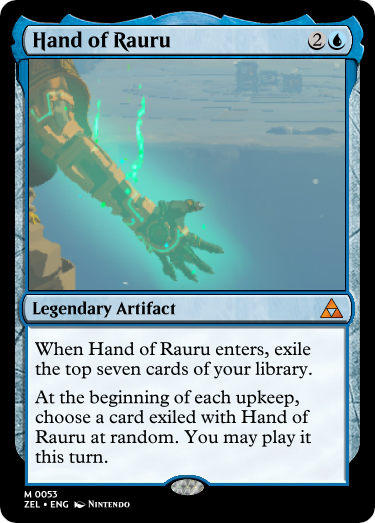 Hand of Rauru 2
Legendary Artifact
When Hand of Rauru enters, exile
the top seven cards of your library.
At the beginning of each upkeep,
choose a card exiled with Hand of
Rauru at random. You may play it
this turn.
M 0053
ZEL • ENG Nintendo